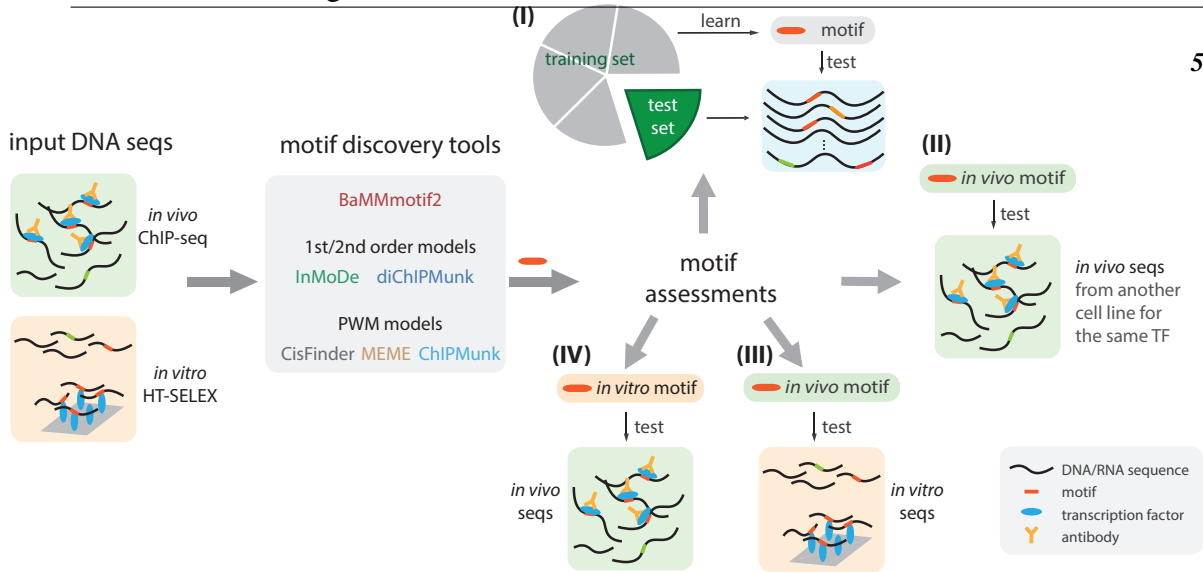 5
(I)
training set
test
set
learn
motif
test
input DNA seqs
in vivo
ChIP-seq
in vitro
HT-SELEX
motif discovery tools
BaMMmotif2
1st/2nd order models
InMoDe diChIPMunk
PWM models
CisFinder MEME ChIPMunk
motif
assessments
(II)
in vivo motif
test
in vivo seqs
from another
cell line for
the same TF
(IV)
in vitro motif
test
in vivo
seqs
(III)
in vivo motif
test
in vitro
seqs
DNA/RNA sequence
motif
transcription factor
antibody